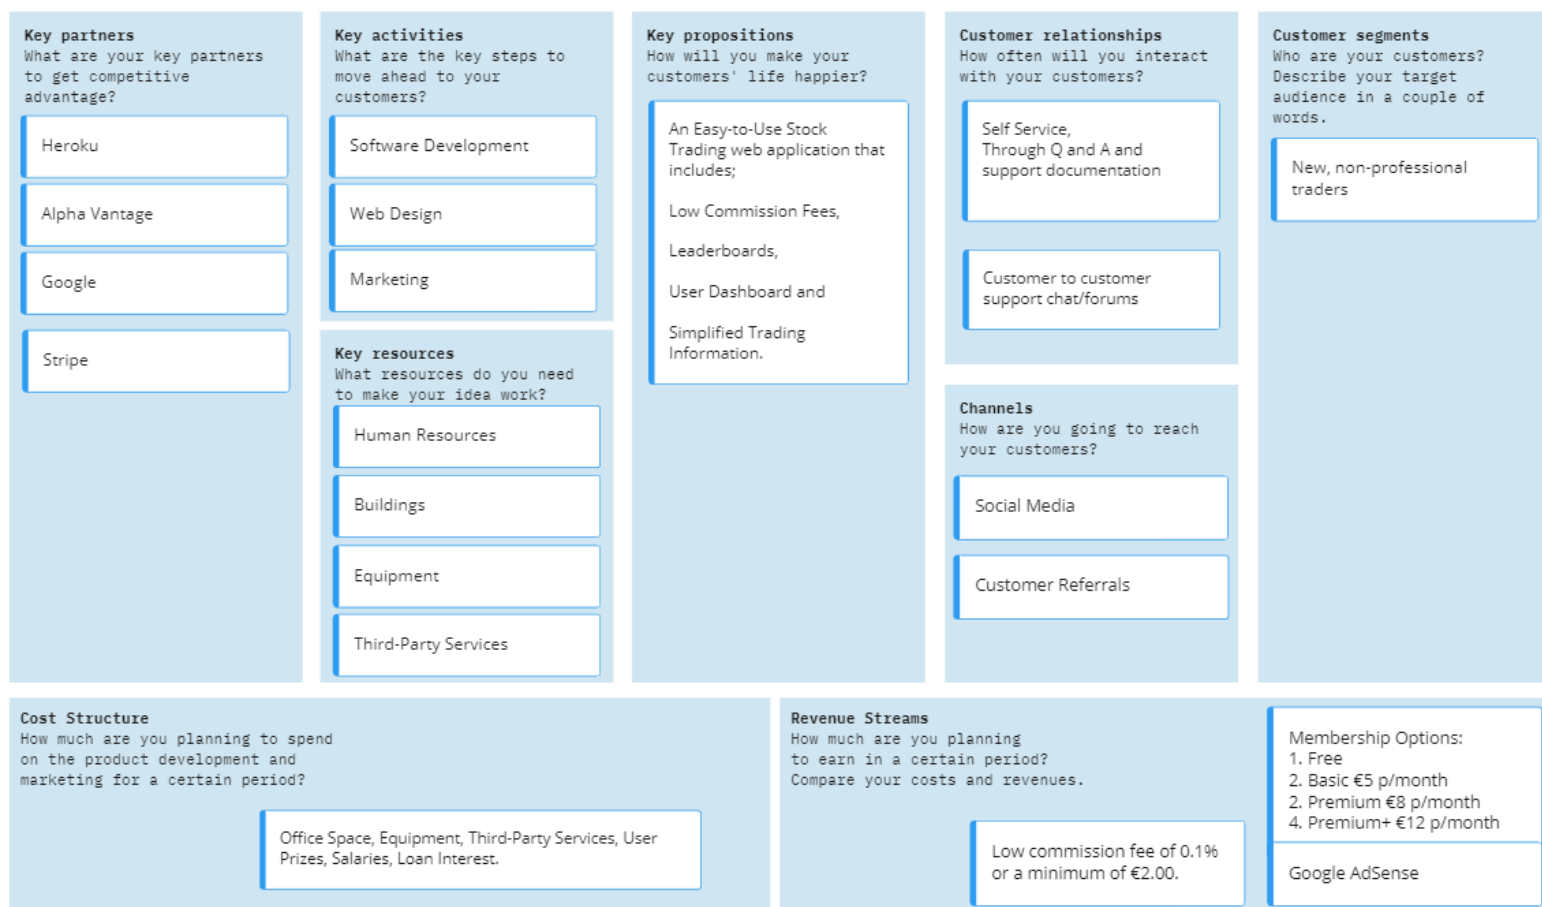 Key partners
What are your key partners
to get competitive
advantage?
Heroku
Alpha Vantage
Google
Stripe
Key activities
What are the key steps to
move ahead to your
customers?
Software Development
Web Design
Marketing
Key resources
What resources do you need
to make your idea work?
Human Resources
Buildings
Equipment
Third-Party Services
Key propositions
How will you make your
customers' life happier?
An Easy-to-Use Stock
Trading web application that
includes;
Low Commission Fees,
Leaderboards,
User Dashboard and
Simplified Trading
Information.
Customer relationships
How often will you interact
with your customers?
Self Service,
Through Q and A and
support documentation
Customer to customer
support chat/forums
Channels
How are you going to reach
your customers?
Social Media
Customer Referrals
Customer segments
Who are your customers?
Describe your target
audience in a couple of
words.
New, non-professional
traders
Cost Structure
How much are you planning to spend
on the product development and
marketing for a certain period?
Office Space, Equipment, Third-Party Services, User
Prizes, Salaries, Loan Interest.
Revenue Streams
How much are you planning
to earn in a certain period?
Compare your costs and revenues.
Low commission fee of 0.1%
or a minimum of €2.00.
Membership Options:
1. Free
2. Basic €5 p/month
2. Premium €8 p/month
4. Premium+ €12 p/month
Google AdSense